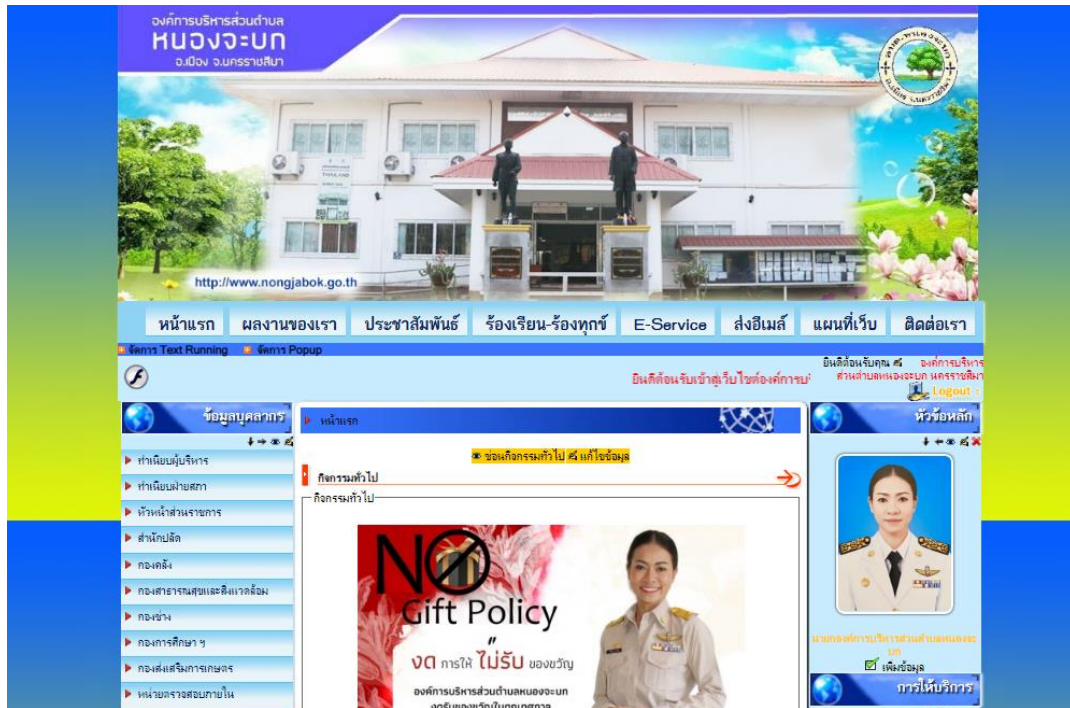 องค์การบริหารส่วนตำบล
หนองจะบก
อ.เมือง จ.นครราชสีมา
http://www.nongjabok.go.th
หน้าแรก ผลงานของเรา ประชาสัมพันธ์ ร้องเรียน-ร้องทุกข์ E-Service ส่งอีเมล์ แผนที่เว็บ ติดต่อเรา
จัดการ Text Running จัดการ Popup
ยินดีต้อนรับคุณ องค์การบริหาร
ส่วนตำบลหนองจะบก นครราชสีมา
ยินดีต้อนรับเข้าสู่เว็บไซต์องค์การบ
Logout :
ข้อมูลบุคลากร
ทำเนียบผู้บริหาร
ทำเนียบฝ่ายสภา
หัวหน้าส่วนราชการ
สำนักปลัด
กองคลัง
กองสาธารณสุขและสิ่งแวดล้อม
กองช่าง
กองการศึกษา ฯ
กองส่งเสริมการเกษตร
หน่วยตรวจสอบภายใน
หน้าแรก
ซ่อนกิจกรรมทั่วไป แก้ไขข้อมูล
กิจกรรมทั่วไป
กิจกรรมทั่วไป
NO
Gift Policy
"
งด การให้ ไม่รับ ของขวัญ
องค์การบริหารส่วนตำบลหนองจะบก
งดรับของขวัญในทุกเทศกาล
หัวข้อหลัก
นายกองค์การบริหารส่วนตำบลหนองจะ
บก
เพิ่มข้อมูล
การให้บริการ